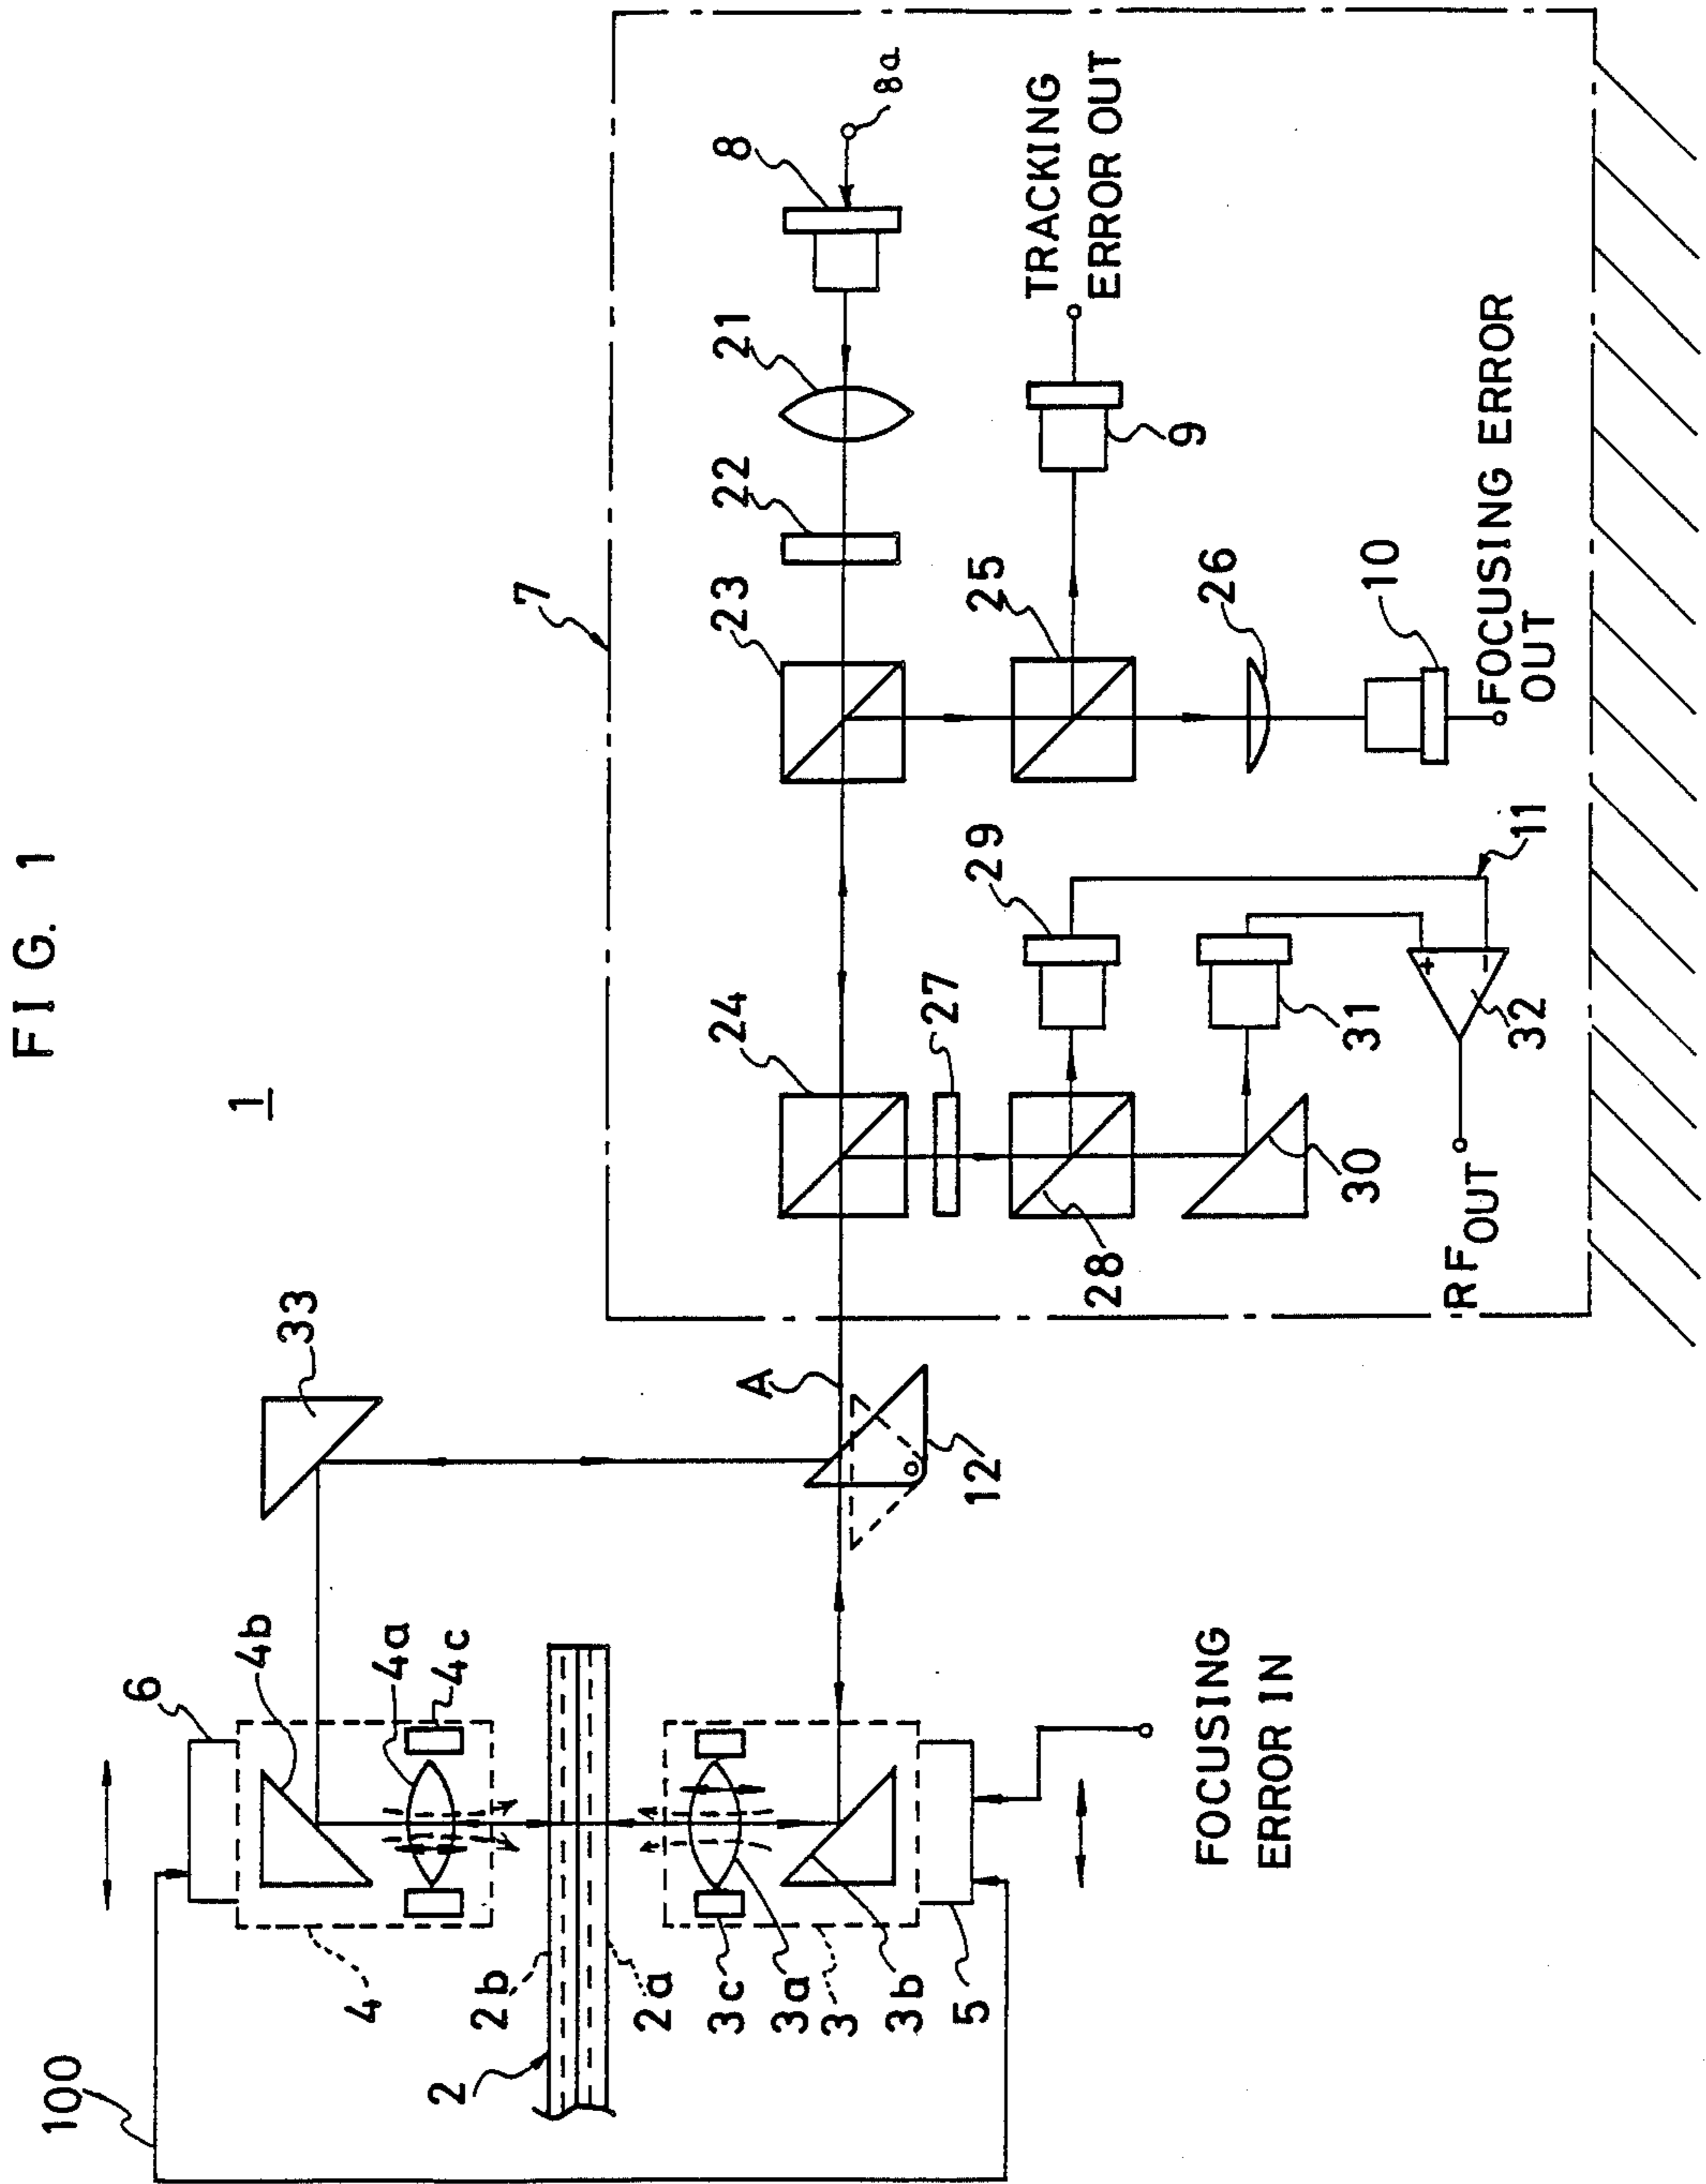 FIG. 1
1
100
6
4b
4a
4c
4
2b
2
2a
3c
3a
3
3b
5
FOCUSING
ERROR IN
33
A
12
7
24
27
28
29
30
31
+
-
32
11
RFOUT
23
22
21
8
8a
25
9
TRACKING
ERROR OUT
26
10
FOCUSING ERROR
OUT